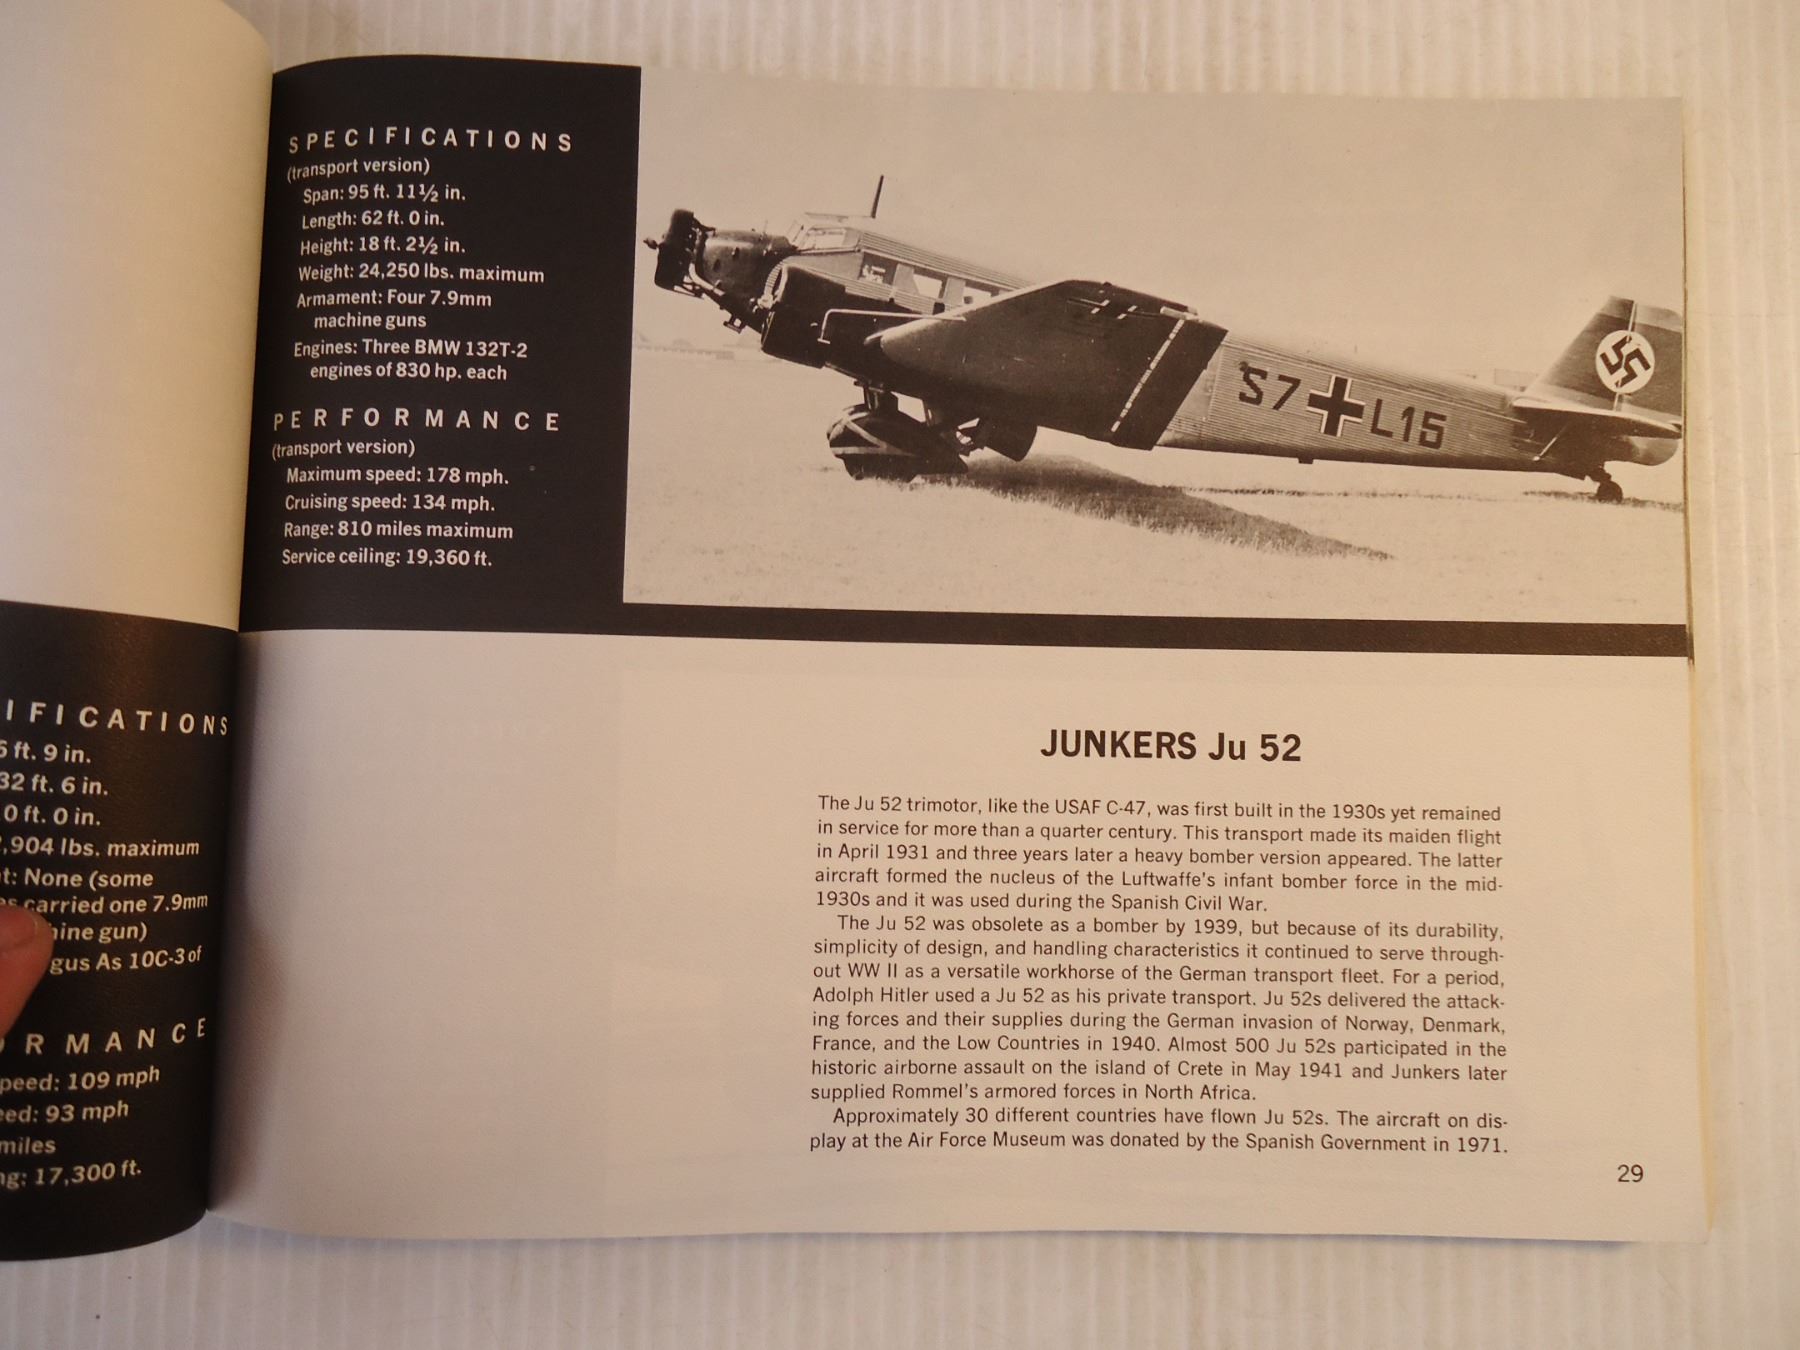 IFICATIONS
ft. 9 in.
32 ft. 6 in.
0 ft. 0 in.
,904 lbs. maximum
t: None (some
carried one 7.9mm
hine gun)
gus As 10C-3 of
RMANCE
peed: 109 mph
eed: 93 mph
miles
ng: 17,300 ft.
SPECIFICATIONS
(transport version)
Span: 95 ft. 11½ in.
Length: 62 ft. 0 in.
Height: 18 ft. 2½ in.
Weight: 24,250 lbs. maximum
Armament: Four 7.9mm
machine guns
Engines: Three BMW 132T-2
engines of 830 hp. each
PERFORMANCE
(transport version)
Maximum speed: 178 mph.
Cruising speed: 134 mph.
Range: 810 miles maximum
Service ceiling: 19,360 ft.
S7 L15
JUNKERS Ju 52
The Ju 52 trimotor, like the USAF C-47, was first built in the 1930s yet remained
in service for more than a quarter century. This transport made its maiden flight
in April 1931 and three years later a heavy bomber version appeared. The latter
aircraft formed the nucleus of the Luftwaffe's infant bomber force in the mid-
1930s and it was used during the Spanish Civil War.
The Ju 52 was obsolete as a bomber by 1939, but because of its durability,
simplicity of design, and handling characteristics it continued to serve through-
out WW II as a versatile workhorse of the German transport fleet. For a period,
Adolph Hitler used a Ju 52 as his private transport. Ju 52s delivered the attack-
ing forces and their supplies during the German invasion of Norway, Denmark,
France, and the Low Countries in 1940. Almost 500 Ju 52s participated in the
historic airborne assault on the island of Crete in May 1941 and Junkers later
supplied Rommel's armored forces in North Africa.
Approximately 30 different countries have flown Ju 52s. The aircraft on dis-
play at the Air Force Museum was donated by the Spanish Government in 1971.
29